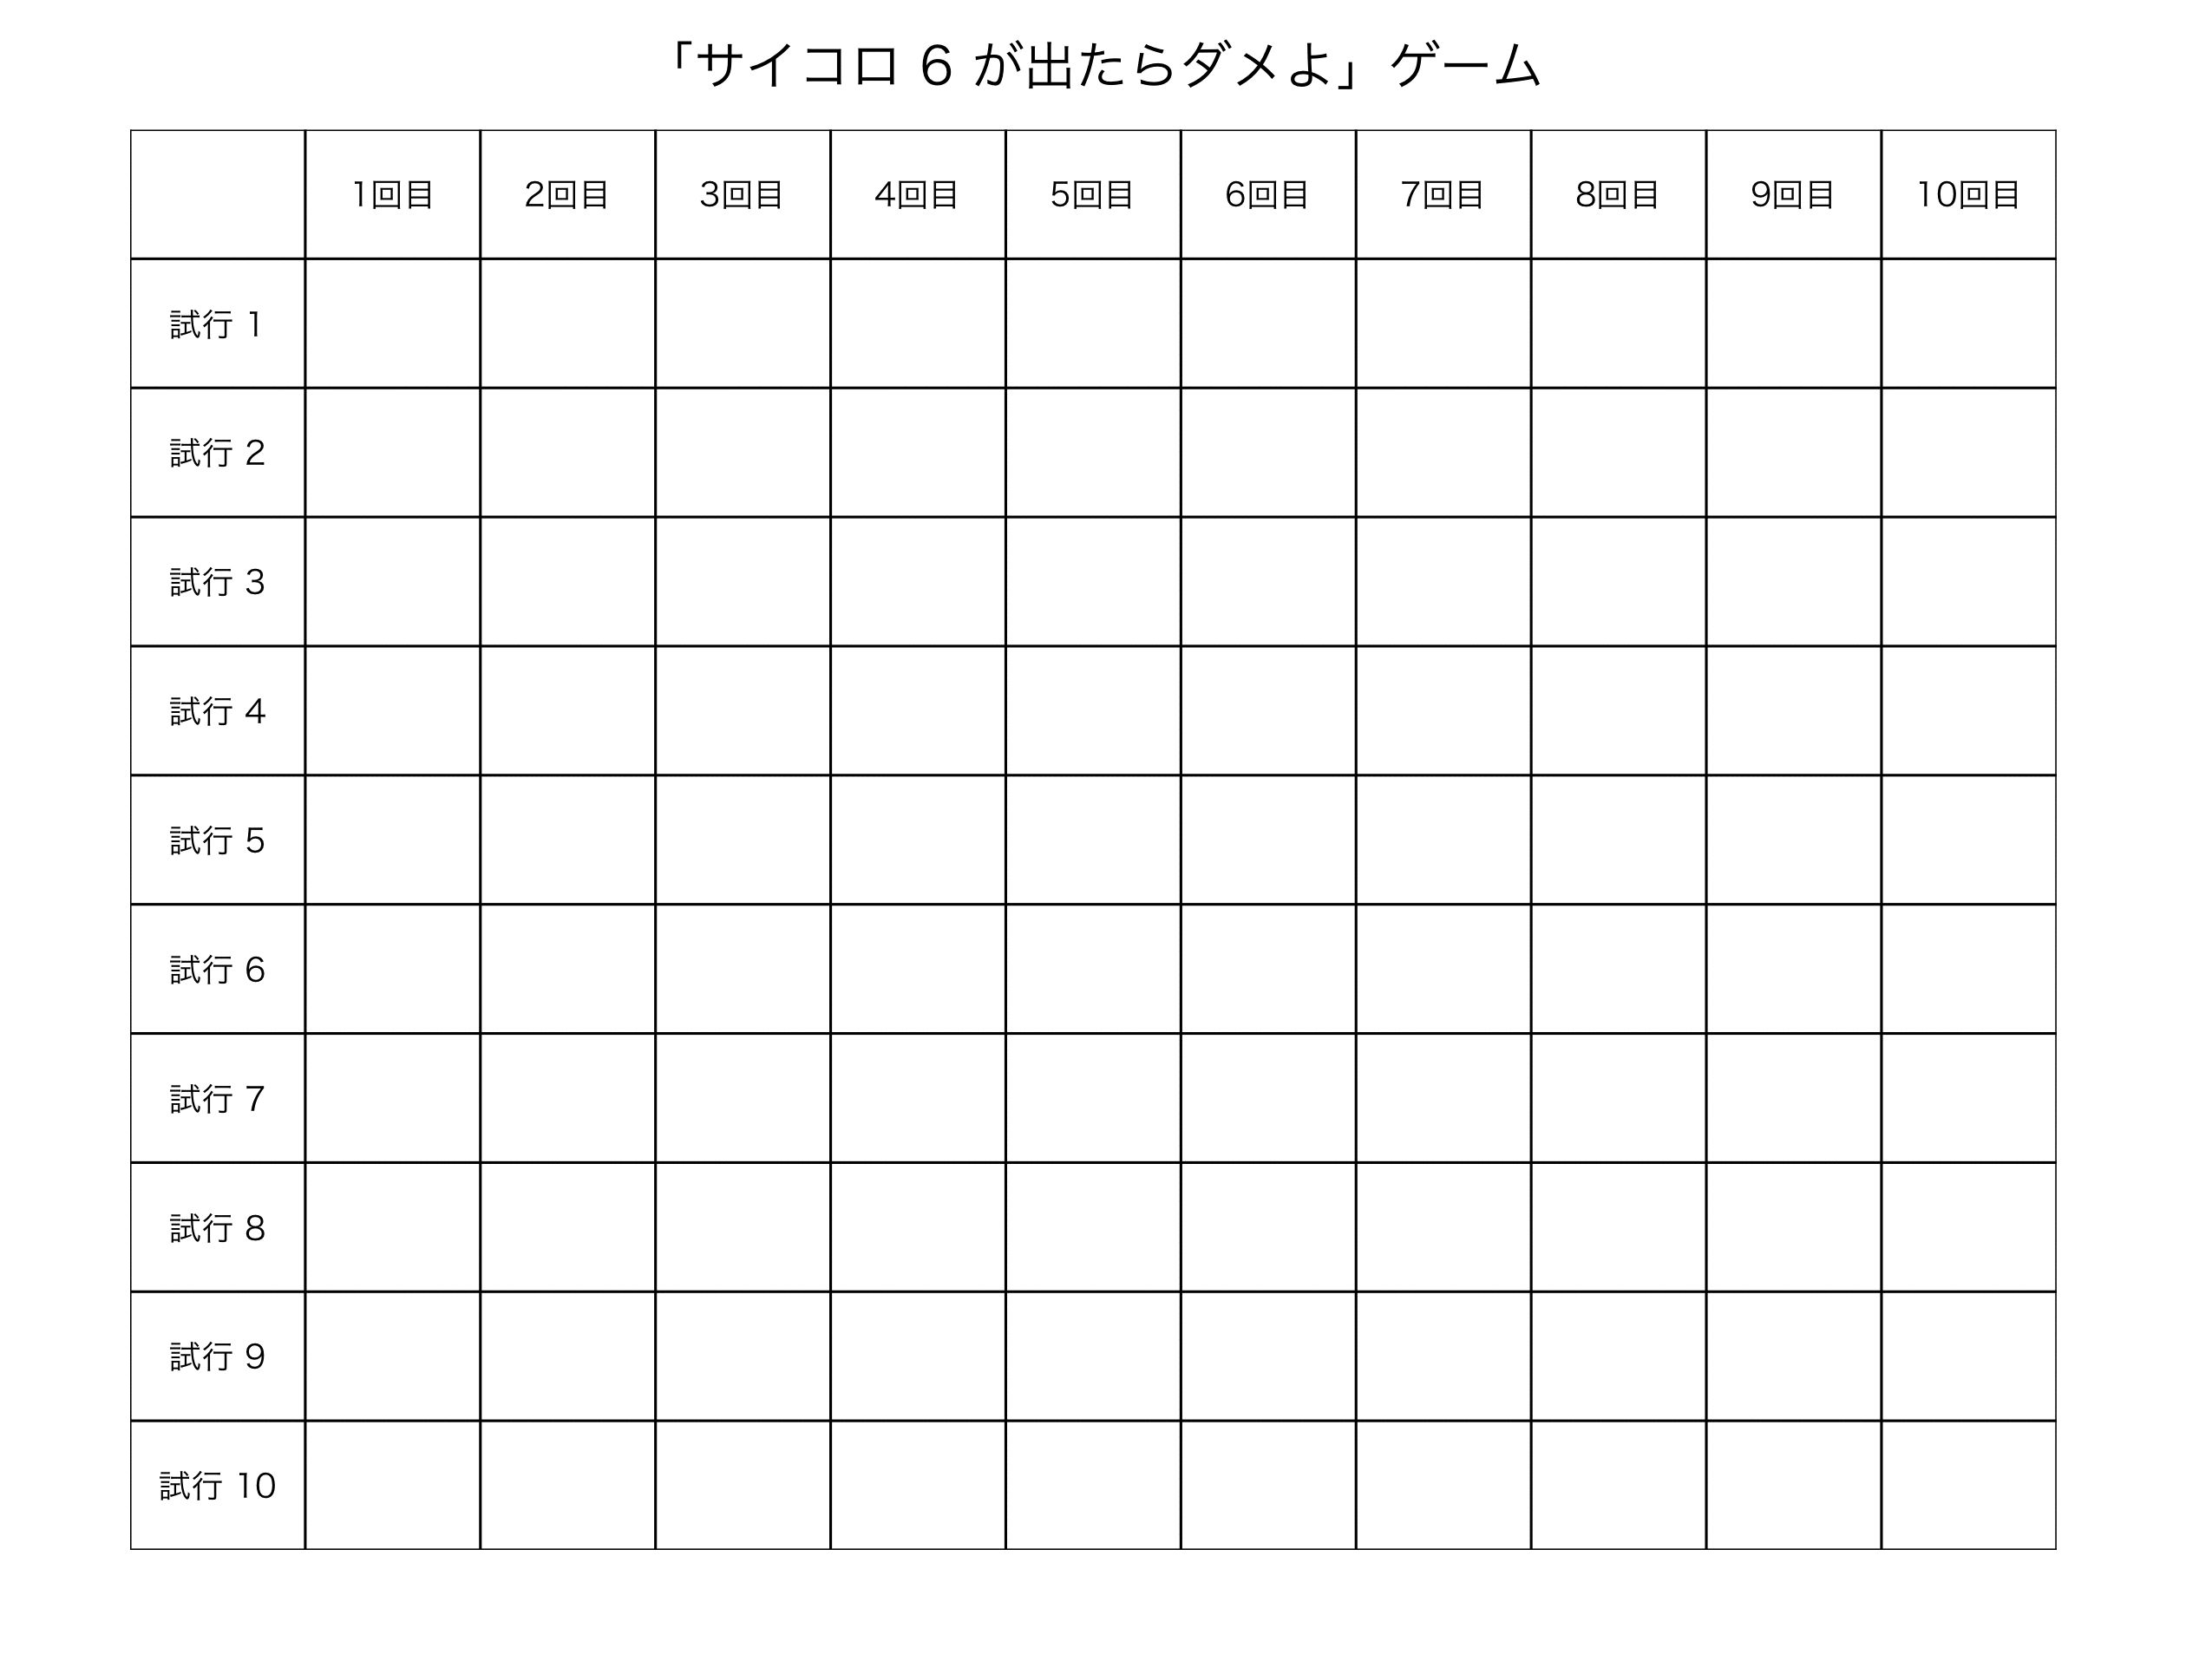 「サイコロ 6 が出たらダメよ」ゲーム
1回目 2回目 3回目 4回目 5回目 6回目 7回目 8回目 9回目 10回目
試行 1
試行 2
試行 3
試行 4
試行 5
試行 6
試行 7
試行 8
試行 9
試行 10